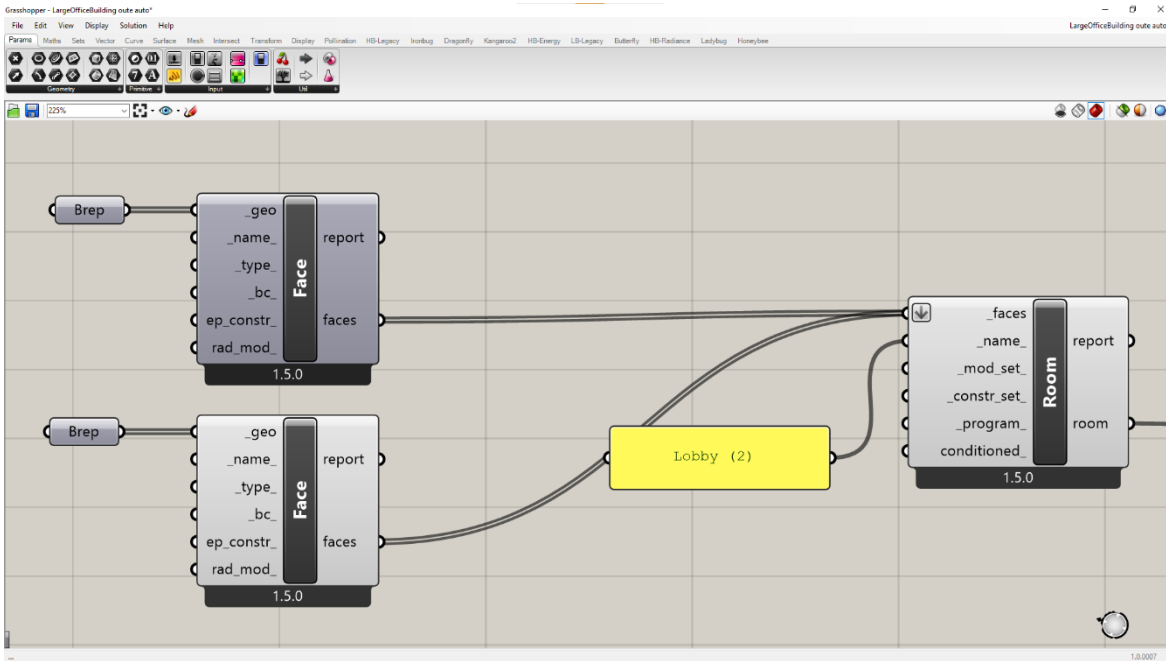 Grasshopper - LargeOfficeBuilding oute auto*
File Edit View Display Solution Help
LargeOfficeBuilding oute auto
Params Maths Sets Vector Curve Surface Mesh Intersect Transform Display Pollination HB-Legacy Ironbug Dragonfly Kangaroo2 HB-Energy LB-Legacy Butterfly HB-Radiance Ladybug Honeybee
Geometry Primitive Input Util
225%
Brep
_geo
_name_
_type_
_bc_
ep_constr_
rad_mod_
Face
report
faces
1.5.0
Brep
_geo
_name_
_type_
_bc_
ep_constr_
rad_mod_
Face
report
faces
1.5.0
Lobby (2)
_faces
_name_
_mod_set_
_constr_set_
_program_
conditioned_
Room
report
room
1.5.0
1.0.0007